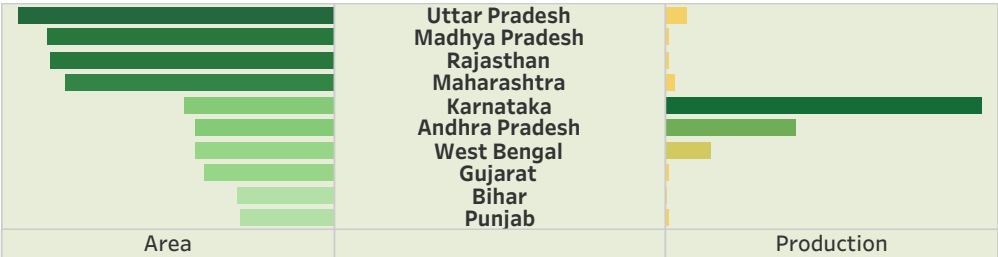 Uttar Pradesh
Madhya Pradesh
Rajasthan
Maharashtra
Karnataka
Andhra Pradesh
West Bengal
Gujarat
Bihar
Punjab
Area Production